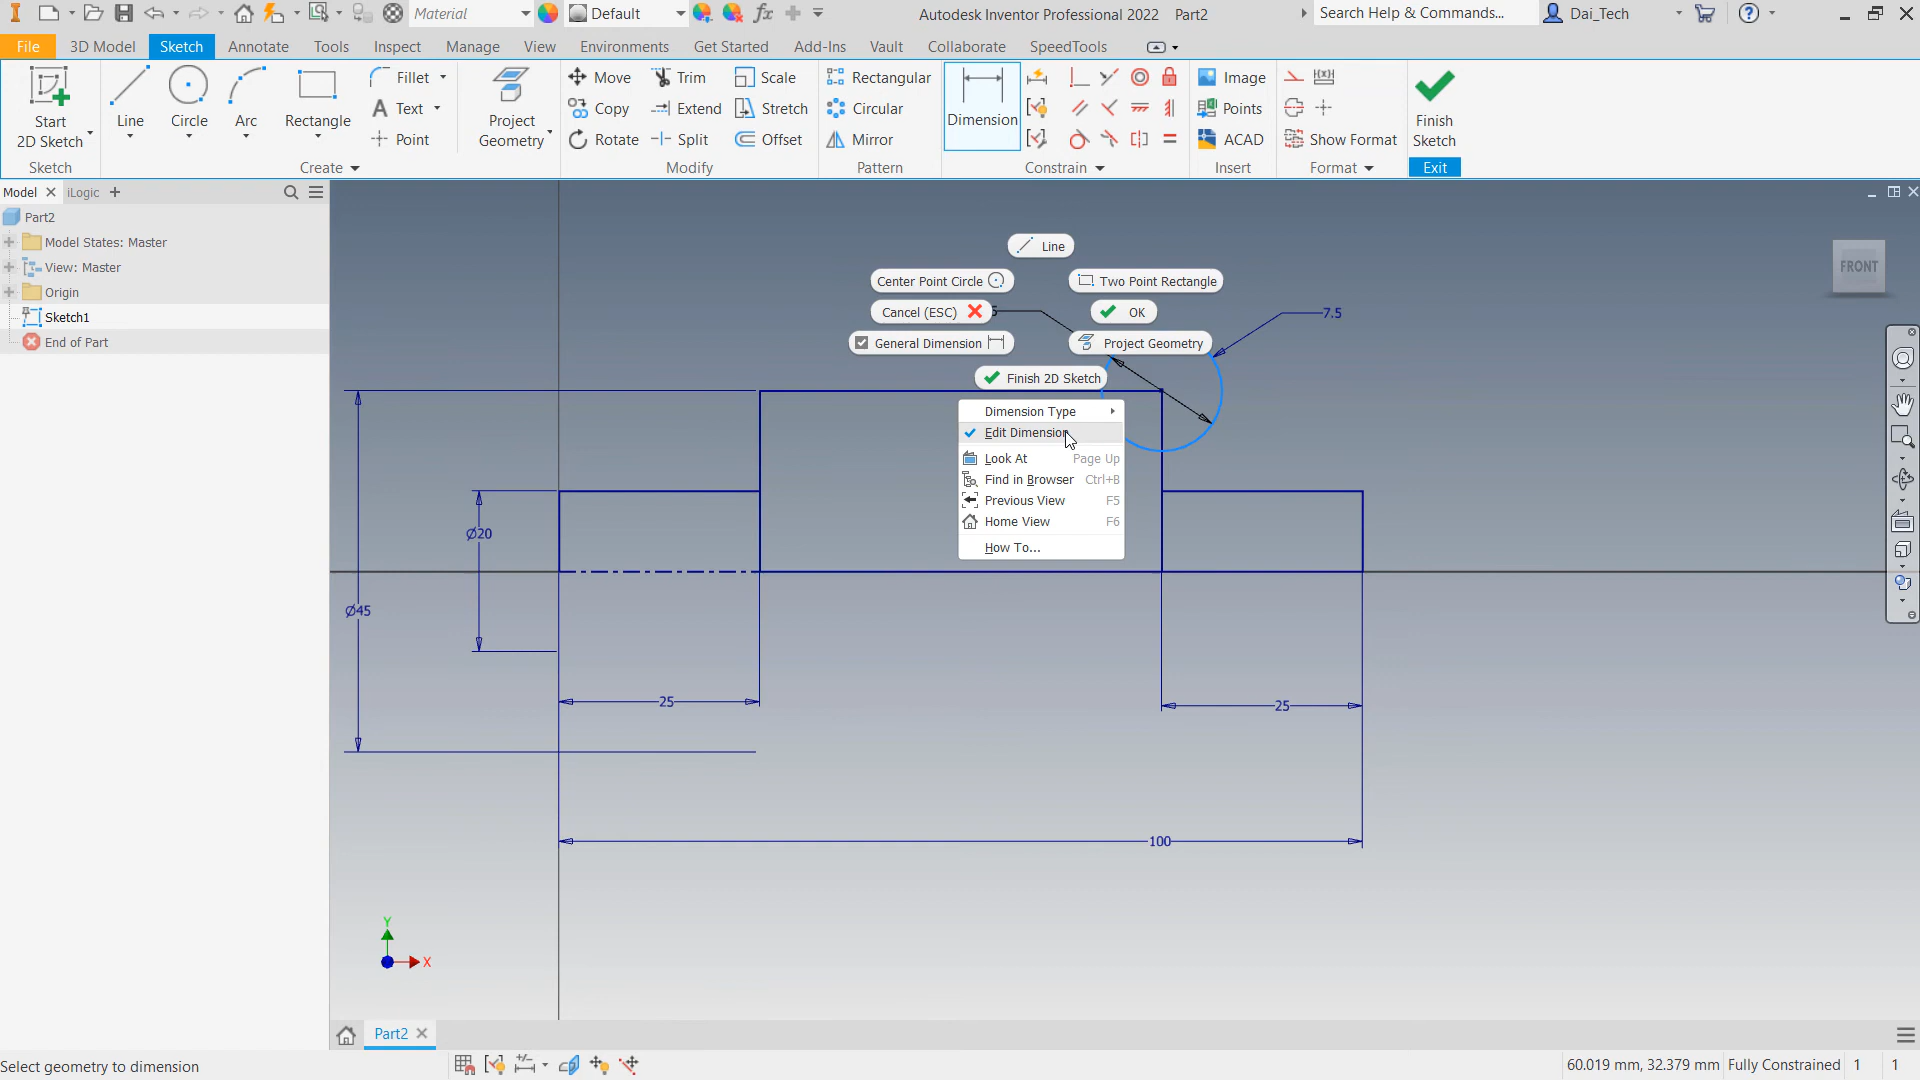 Material
Default
Autodesk Inventor Professional 2022 Part2
Search Help & Commands...
Dai_Tech
File 3D Model Sketch Annotate Tools Inspect Manage View Environments Get Started Add-Ins Vault Collaborate SpeedTools
Start
2D Sketch
Line
Circle
Arc
Rectangle
Fillet
Text
Point
Project
Geometry
Move
Copy
Rotate
Trim
Extend
Split
Scale
Stretch
Offset
Rectangular
Circular
Mirror
Dimension
Image
Points
ACAD
Show Format
Finish
Sketch
Sketch Create Modify Pattern Constrain Insert Format Exit
Model iLogic
Part2
Model States: Master
View: Master
Origin
Sketch1
End of Part
FRONT
Line
Center Point Circle
Two Point Rectangle
Cancel (ESC)
OK
General Dimension
Project Geometry
Finish 2D Sketch
7.5
Dimension Type
Edit Dimension
Look At Page Up
Find in Browser Ctrl+B
Previous View F5
Home View F6
How To...
Ø20
Ø45
25
25
100
Y
X
Part2
Select geometry to dimension
60.019 mm, 32.379 mm Fully Constrained 1 1